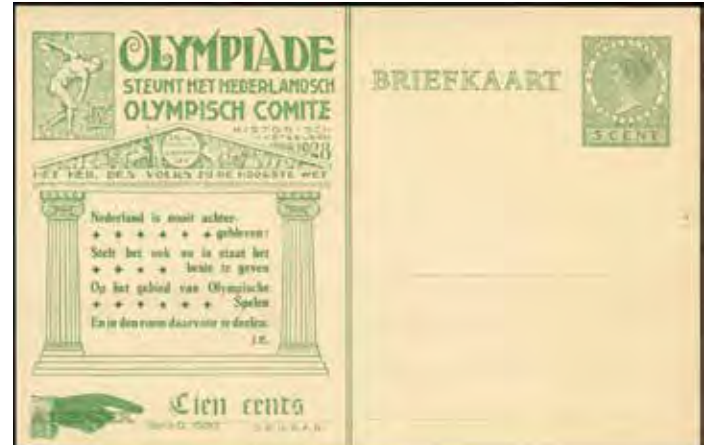 OLYMPIADE
STEUNT HET NEDERLANDSCH
OLYMPISCH COMITE
HISTORISCH
1928
HET HEIL DES VOLKS ZIJ DE HOOGSTE WET
Nederland is nooit achter-
gebleven:
Stelt het ook nu in staat het
beste te geven
Op het gebied van Olympische
Spelen
En in den roem daarvoor te deelen.
J.F.
Tien cents
BRIEFKAART
5 CENT